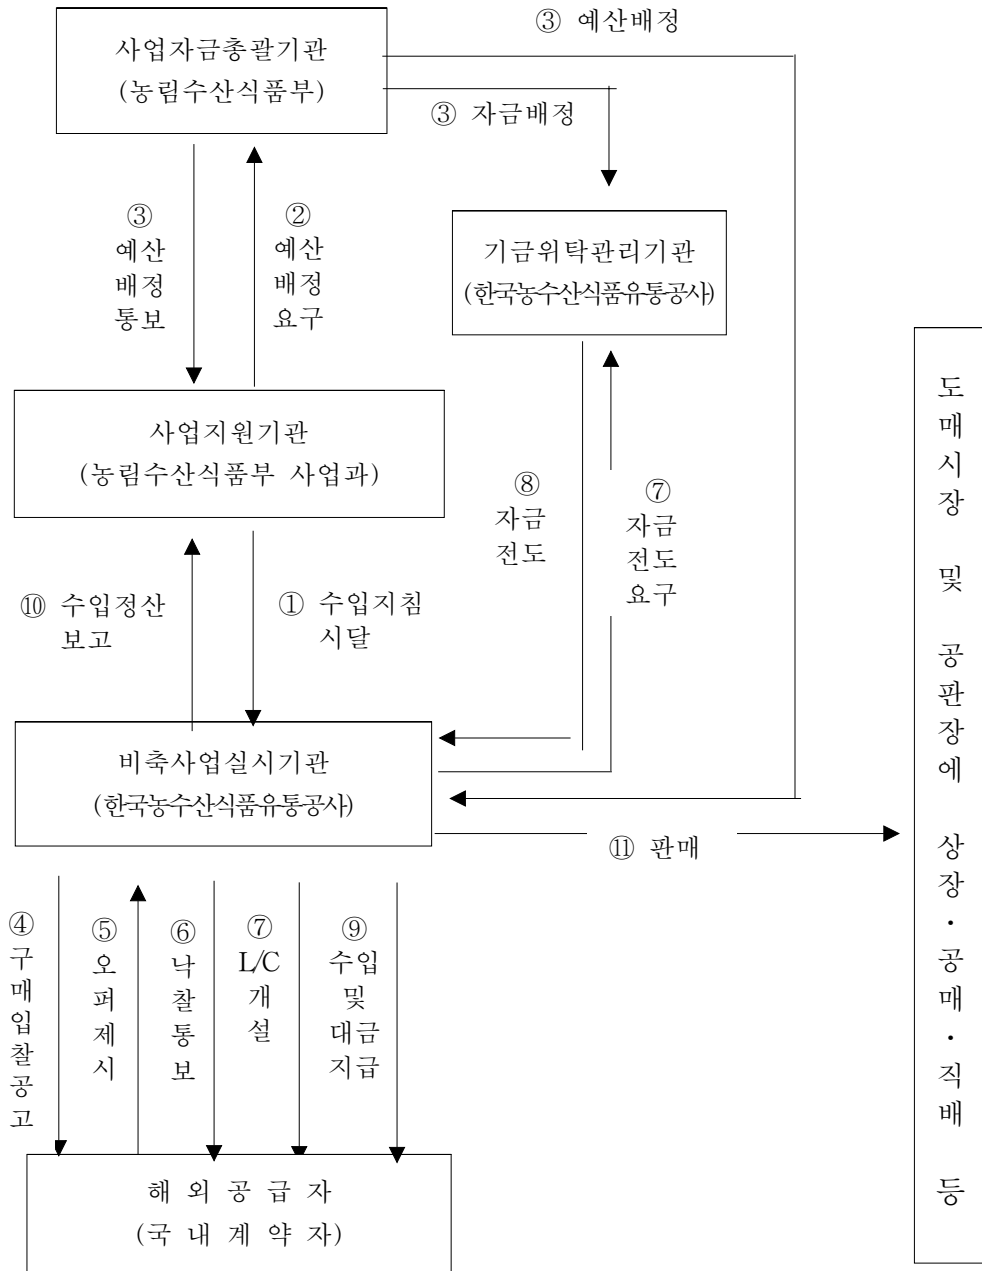 ③ 예산배정
사업자금총괄기관
(농림수산식품부)
③ 자금배정
③
예산
배정
통보
②
예산
배정
요구
기금위탁관리기관
(한국농수산식품유통공사)
사업지원기관
(농림수산식품부 사업과)
⑧
자금
전도
⑦
자금
전도
요구
⑩ 수입정산
보고
① 수입지침
시달
비축사업실시기관
(한국농수산식품유통공사)
⑪ 판매
④
구
매
입
찰
공
고
⑤
오
퍼
제
시
⑥
낙
찰
통
보
⑦
L/C
개
설
⑨
수입
및
대금
지급
해 외 공 급 자
(국 내 계 약 자)
도
매
시
장
및
공
판
장
에
상
장
·
공
매
·
직
배
등